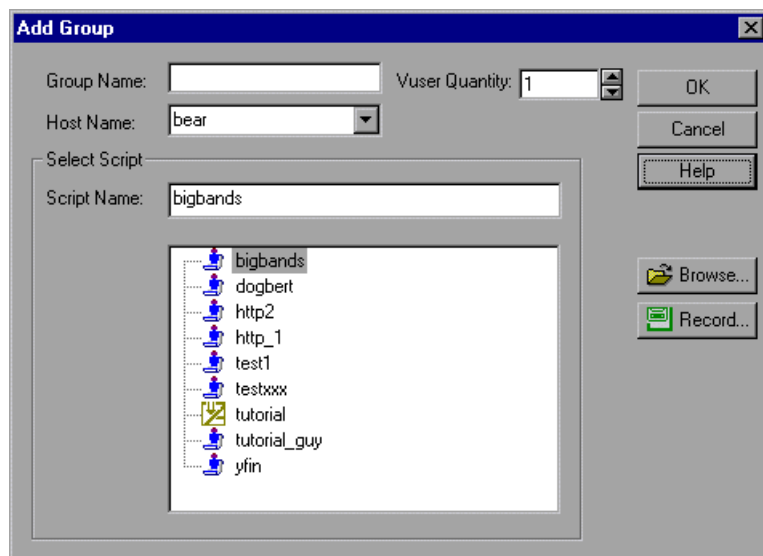 Add Group
Group Name:
Vuser Quantity: 1
OK
Host Name: bear
Cancel
Select Script
Help
Script Name: bigbands
bigbands
Browse...
dogbert
http2
Record...
http_1
test1
testxxx
tutorial
tutorial_guy
yfin